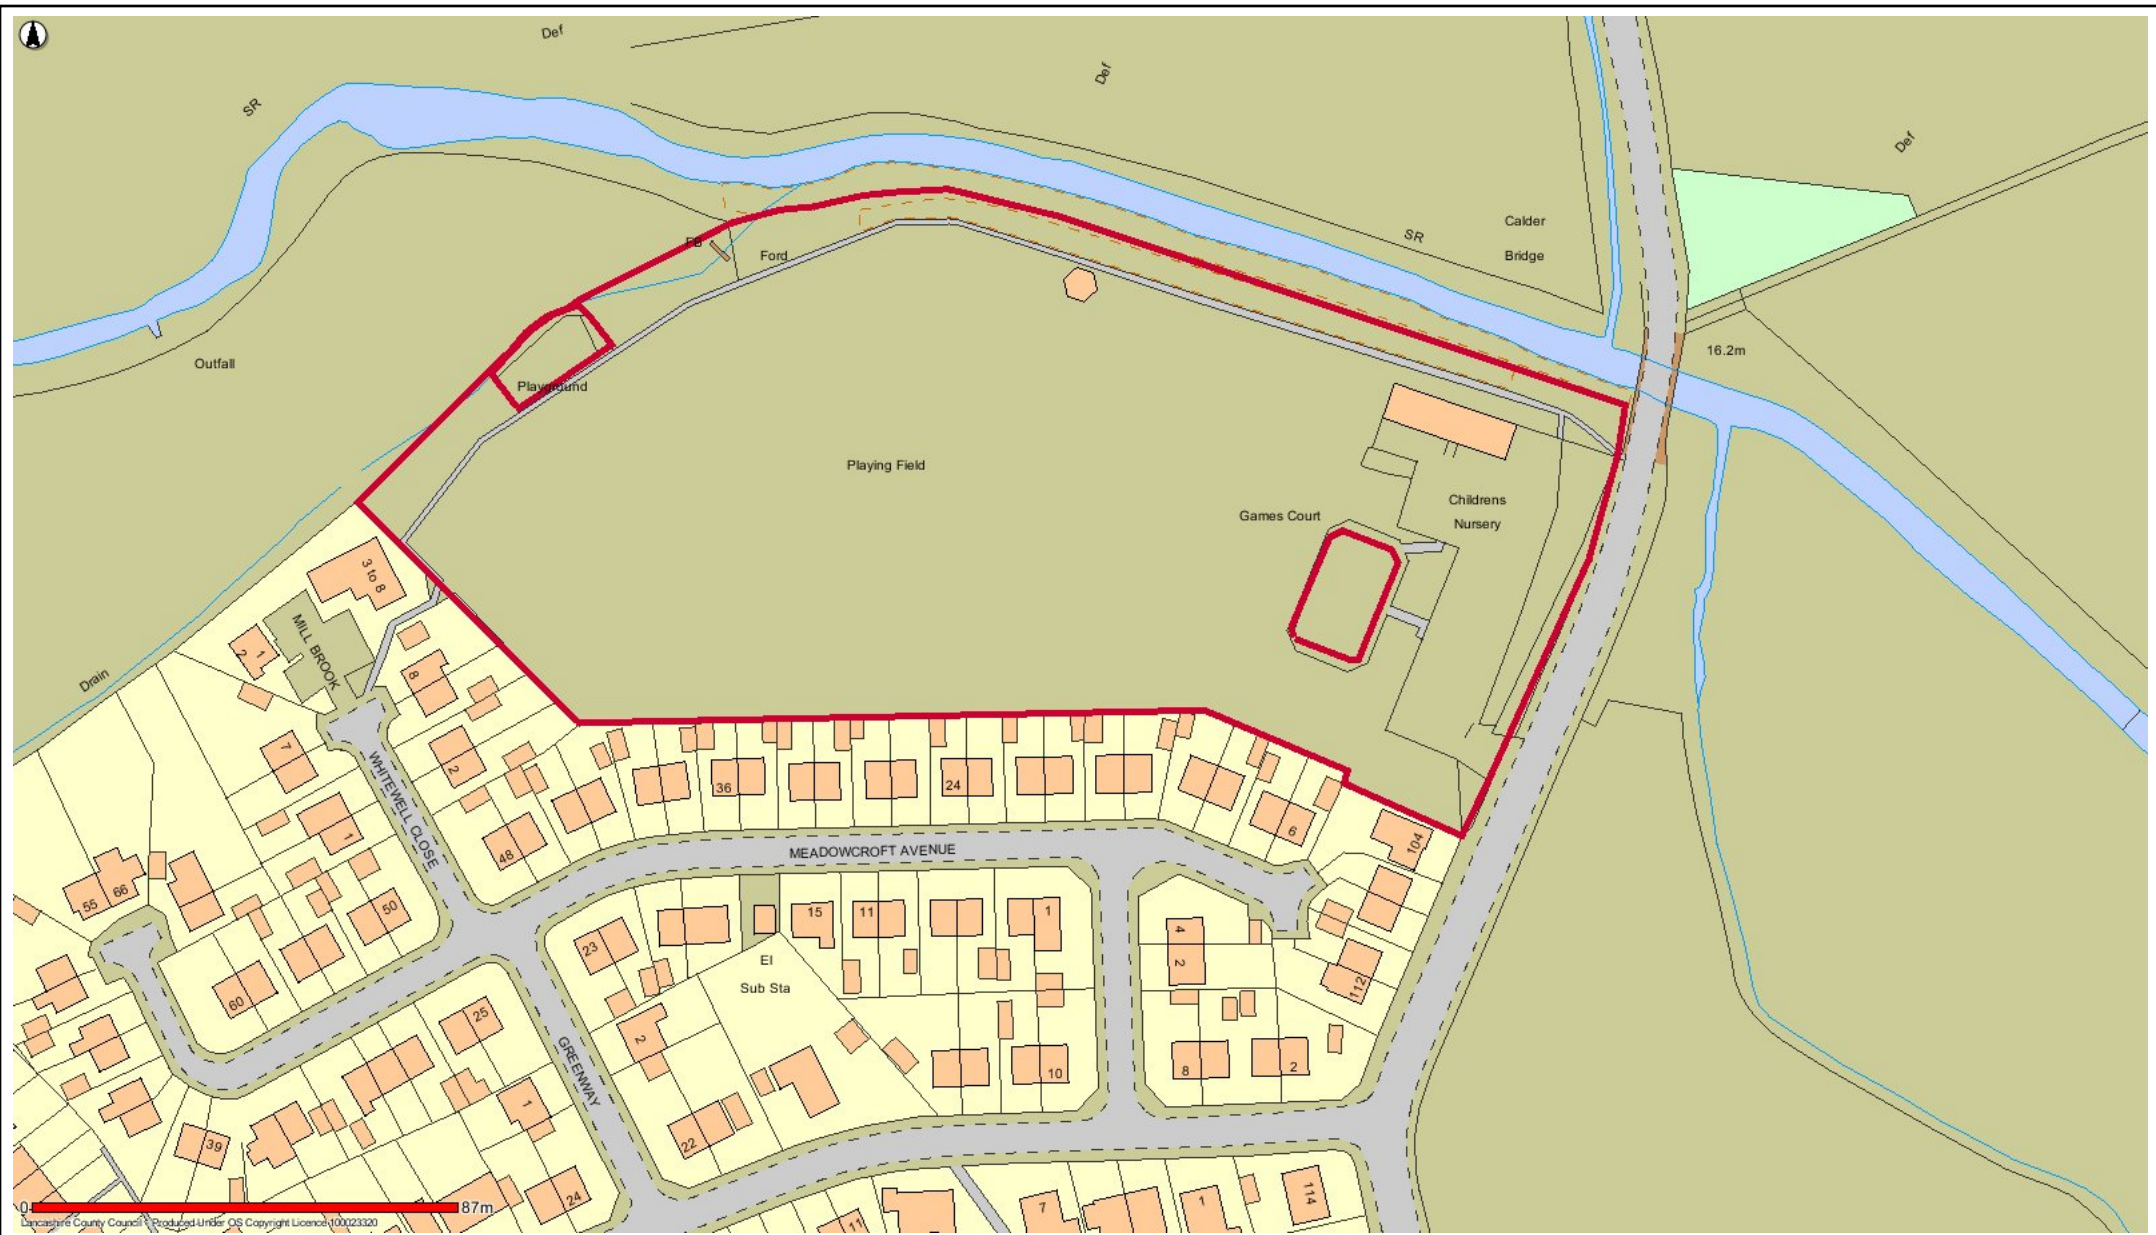 Def
Def
SR
Def
Calder
Bridge
SR
FB
Ford
16.2m
Outfall
Playground
Playing Field
Childrens
Nursery
Games Court
3 to 8
MILL BROOK
1
2
8
Drain
7
2
WHITEWELL CLOSE
36
24
6
1
48
104
MEADOWCROFT AVENUE
66
55
50
15
11
1
4
23
2
El
Sub Sta
60
112
25
2
GREENWAY
10
8
2
1
22
39
24
114
7
1
11
0
87m
Lancashire County Council - Produced Under OS Copyright Licence 100023320